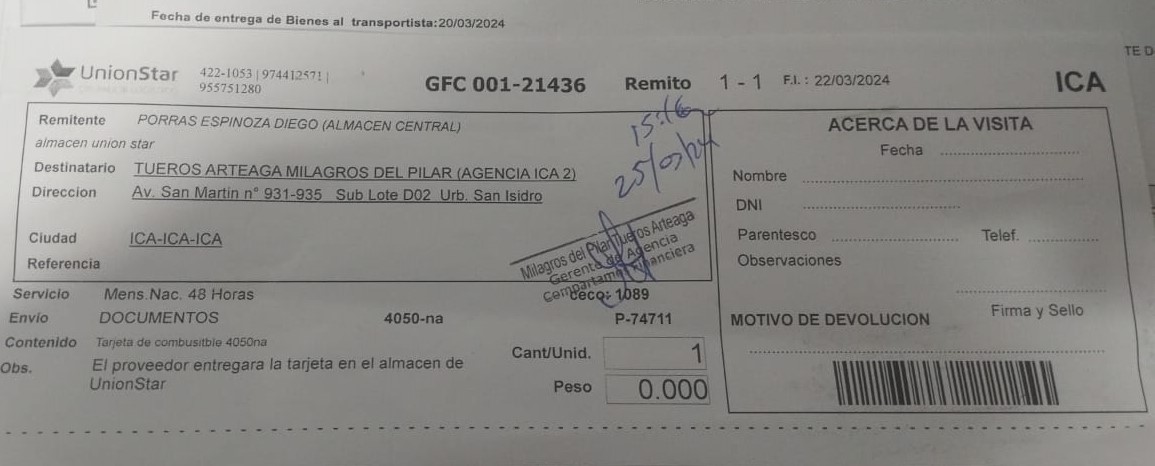 Fecha de entrega de Bienes al transportista:20/03/2024
TE D
UnionStar
422-1053 | 974412571 |
955751280
GFC 001-21436 Remito 1 - 1 F.I. : 22/03/2024 ICA
Remitente PORRAS ESPINOZA DIEGO (ALMACEN CENTRAL)
almacen union star
Destinatario TUEROS ARTEAGA MILAGROS DEL PILAR (AGENCIA ICA 2)
Direccion Av. San Martin n° 931-935 Sub Lote D02 Urb. San Isidro
Ciudad ICA-ICA-ICA
Referencia
15:16
25/03/24
Milagros del Pilar Tueros Arteaga
Gerente de Agencia
Compartamos Financiera
Servicio Mens.Nac. 48 Horas ceco: 1089
Envio DOCUMENTOS 4050-na P-74711
Contenido Tarjeta de combusitble 4050na
Obs. El proveedor entregara la tarjeta en el almacen de
UnionStar
Cant/Unid. 1
Peso 0.000
ACERCA DE LA VISITA
Fecha
Nombre
DNI
Parentesco Telef.
Observaciones
Firma y Sello
MOTIVO DE DEVOLUCION